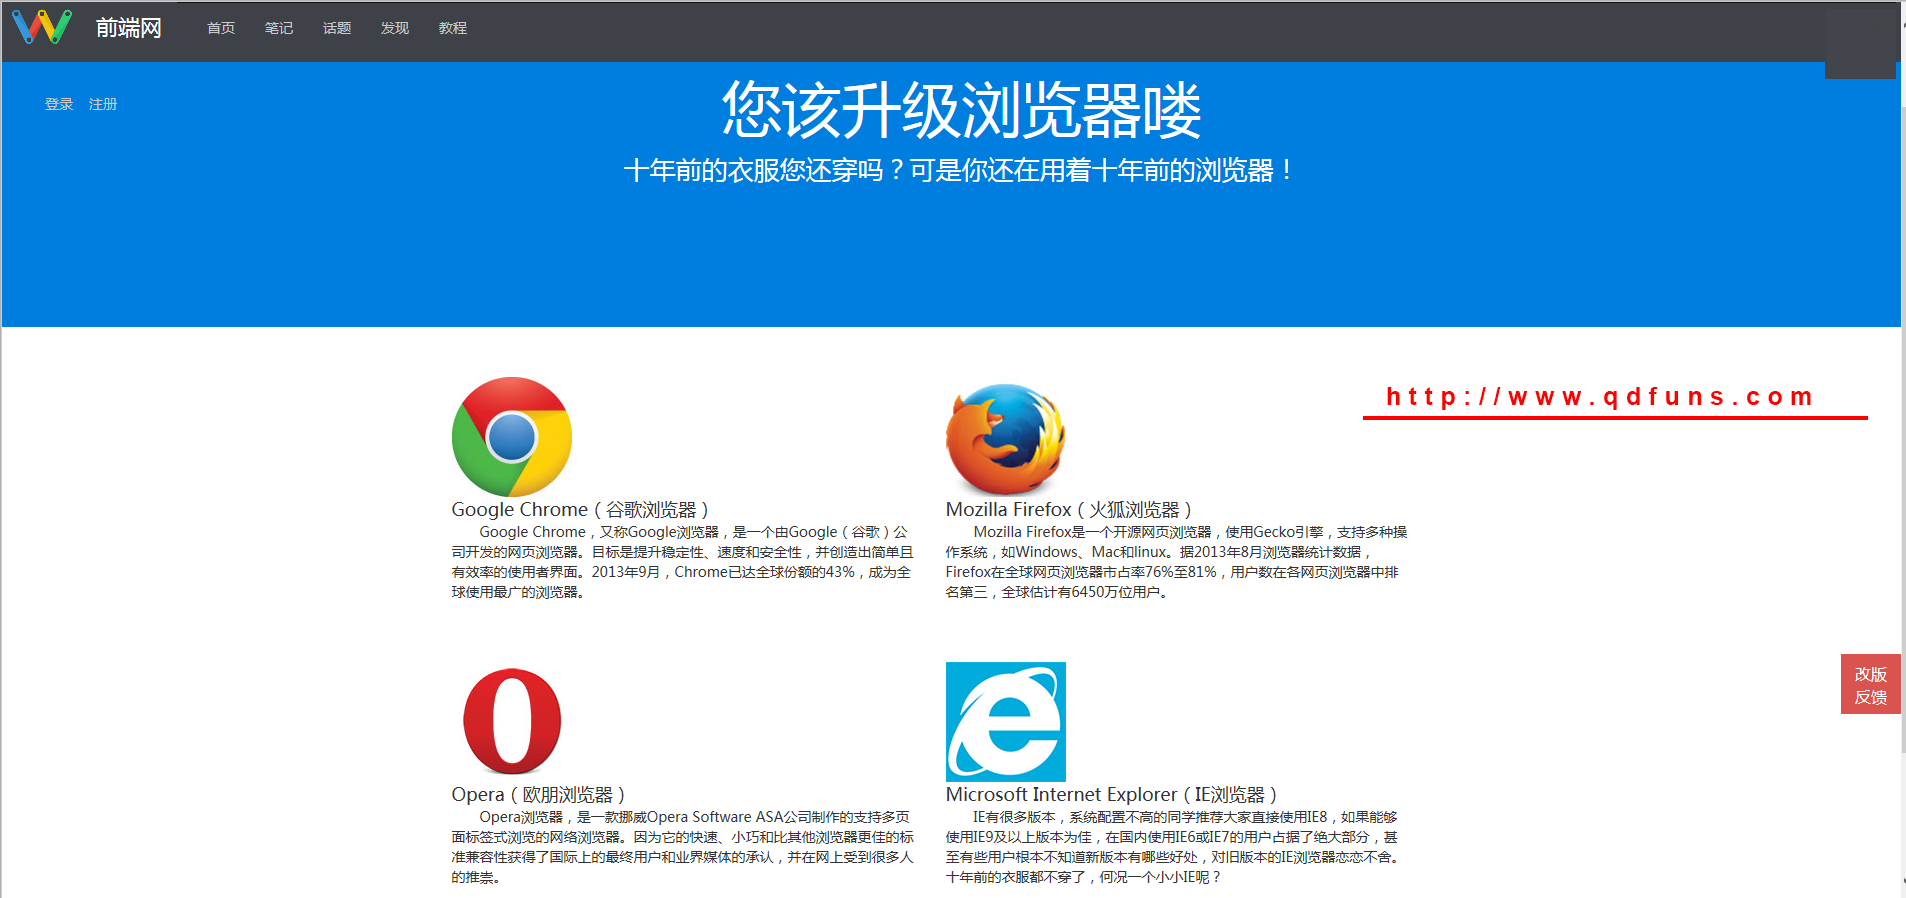 前端网 首页 笔记 话题 发现 教程
登录 注册
您该升级浏览器喽
十年前的衣服您还穿吗？可是你还在用着十年前的浏览器！
http://www.qdfuns.com
Google Chrome（谷歌浏览器）
Google Chrome，又称Google浏览器，是一个由Google（谷歌）公
司开发的网页浏览器。目标是提升稳定性、速度和安全性，并创造出简单且
有效率的使用者界面。2013年9月，Chrome已达全球份额的43%，成为全
球使用最广的浏览器。
Mozilla Firefox（火狐浏览器）
Mozilla Firefox是一个开源网页浏览器，使用Gecko引擎，支持多种操
作系统，如Windows、Mac和linux。据2013年8月浏览器统计数据，
Firefox在全球网页浏览器市占率76%至81%，用户数在各网页浏览器中排
名第三，全球估计有6450万位用户。
改版
反馈
Opera（欧朋浏览器）
Opera浏览器，是一款挪威Opera Software ASA公司制作的支持多页
面标签式浏览的网络浏览器。因为它的快速、小巧和比其他浏览器更佳的标
准兼容性获得了国际上的最终用户和业界媒体的承认，并在网上受到很多人
的推崇。
Microsoft Internet Explorer（IE浏览器）
IE有很多版本，系统配置不高的同学推荐大家直接使用IE8，如果能够
使用IE9及以上版本为佳，在国内使用IE6或IE7的用户占据了绝大部分，甚
至有些用户根本不知道新版本有哪些好处，对旧版本的IE浏览器恋恋不舍。
十年前的衣服都不穿了，何况一个小小IE呢？